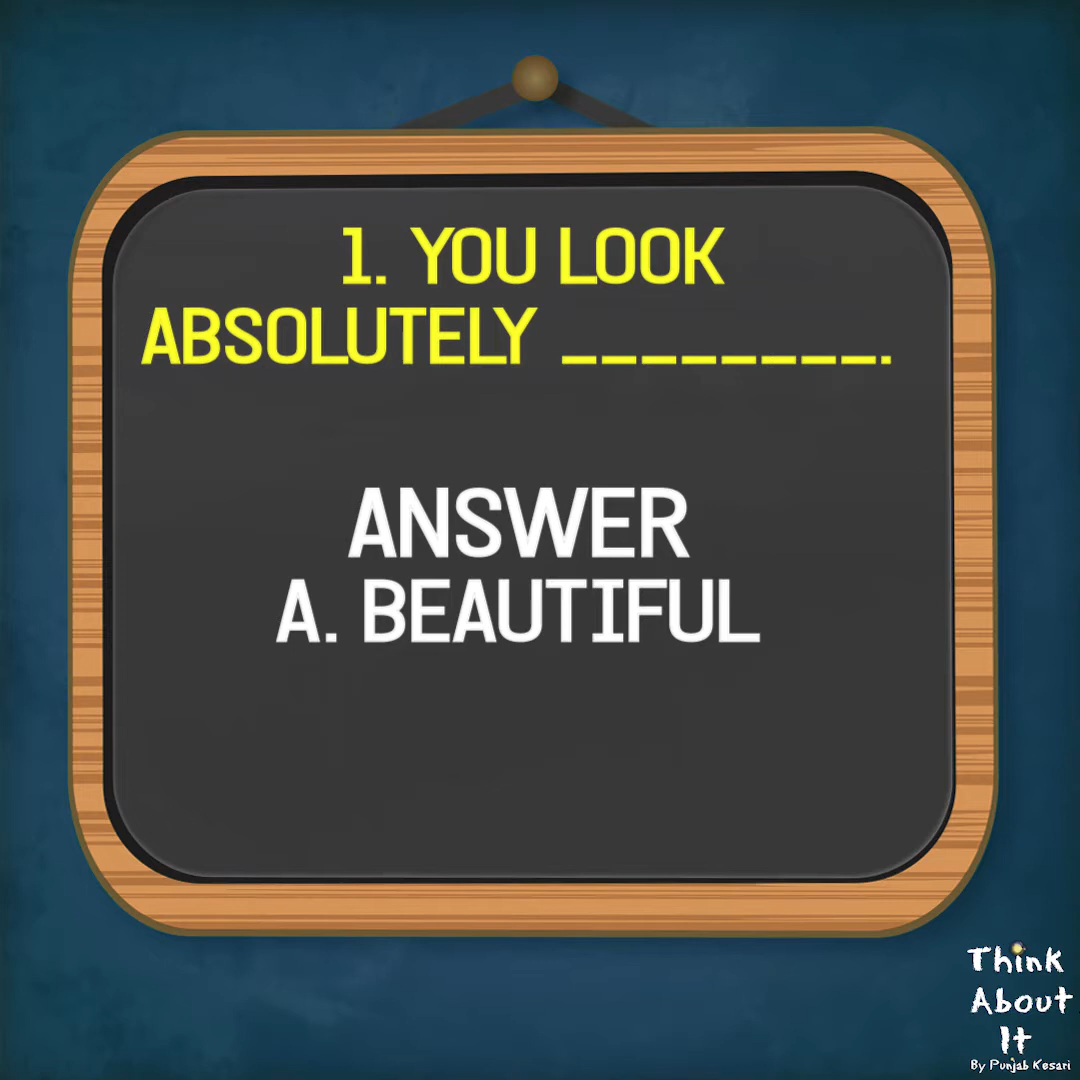 1. YOU LOOK
ABSOLUTELY ________.
ANSWER
A. BEAUTIFUL
Think
About
It
By Punjab Kesari